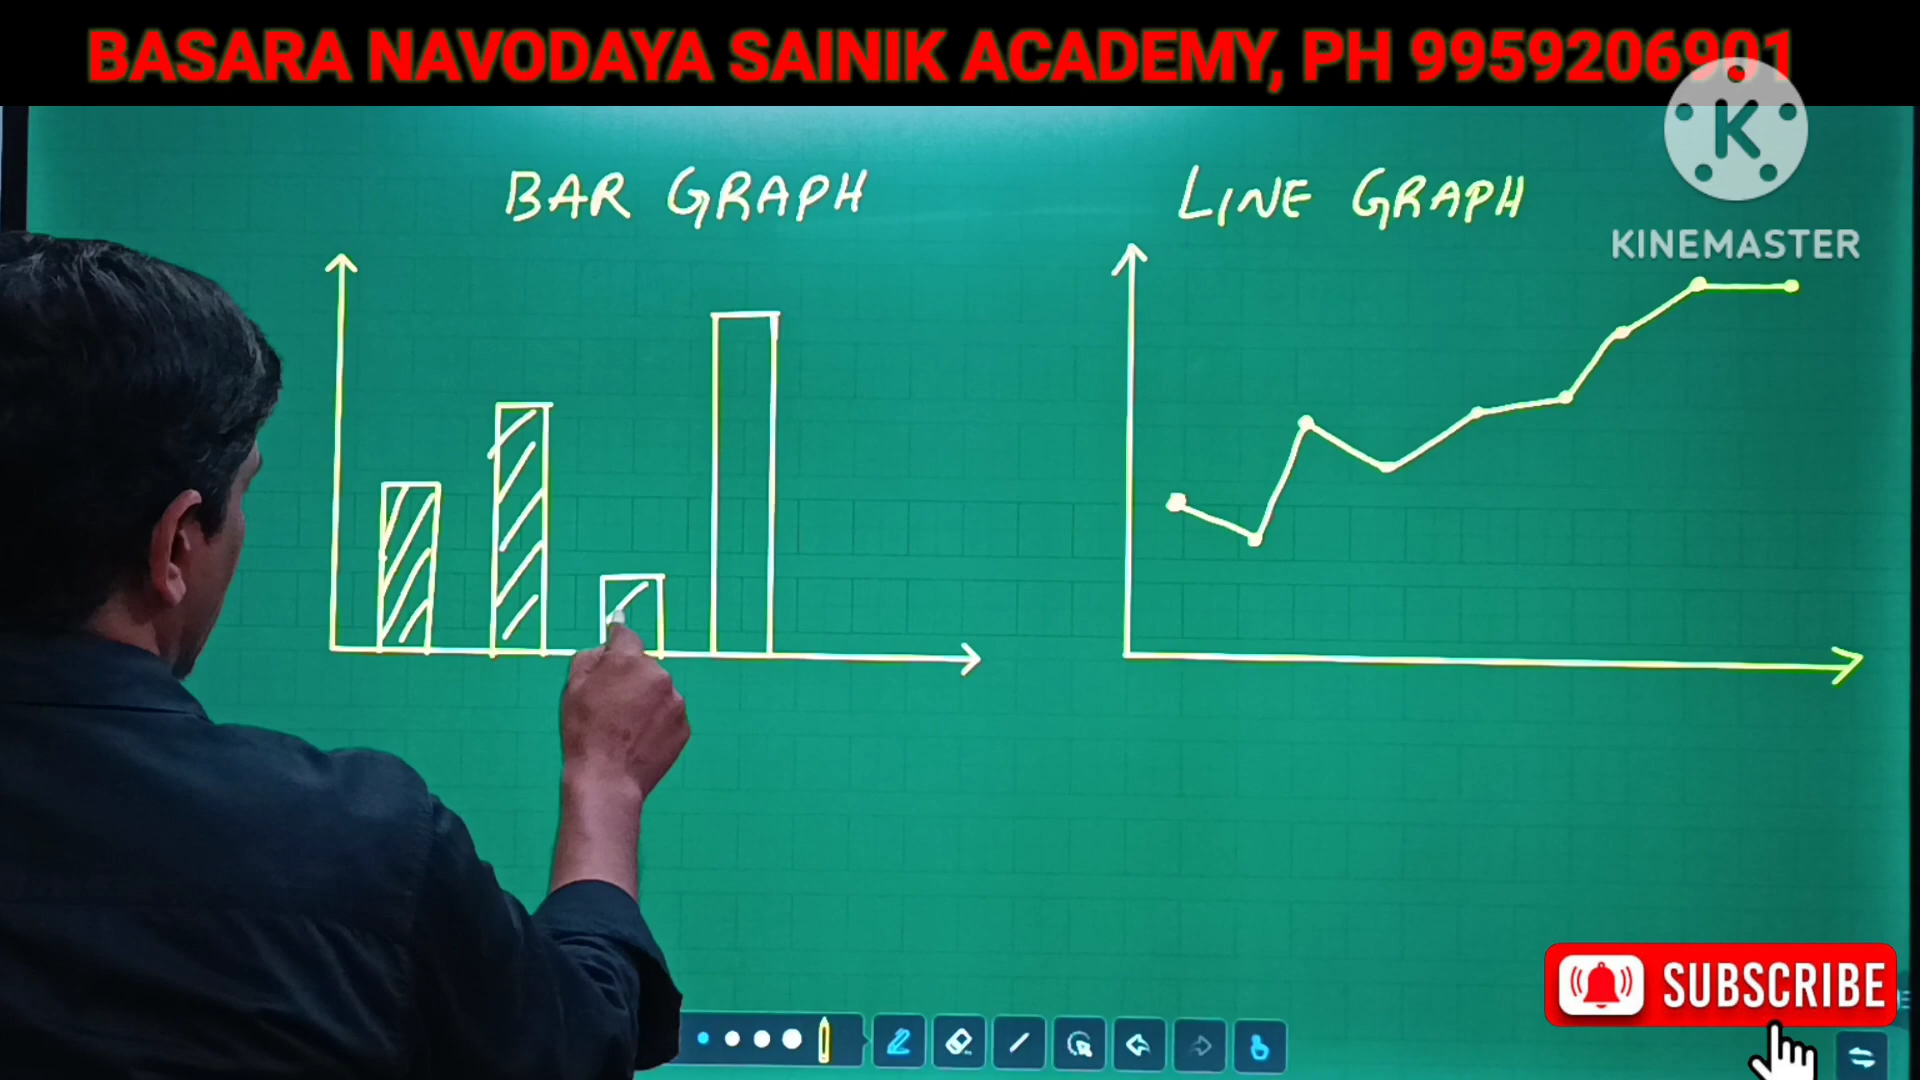 BASARA NAVODAYA SAINIK ACADEMY, PH 9959206901
BAR GRAPH
LINE GRAPH
K
KINEMASTER
SUBSCRIBE